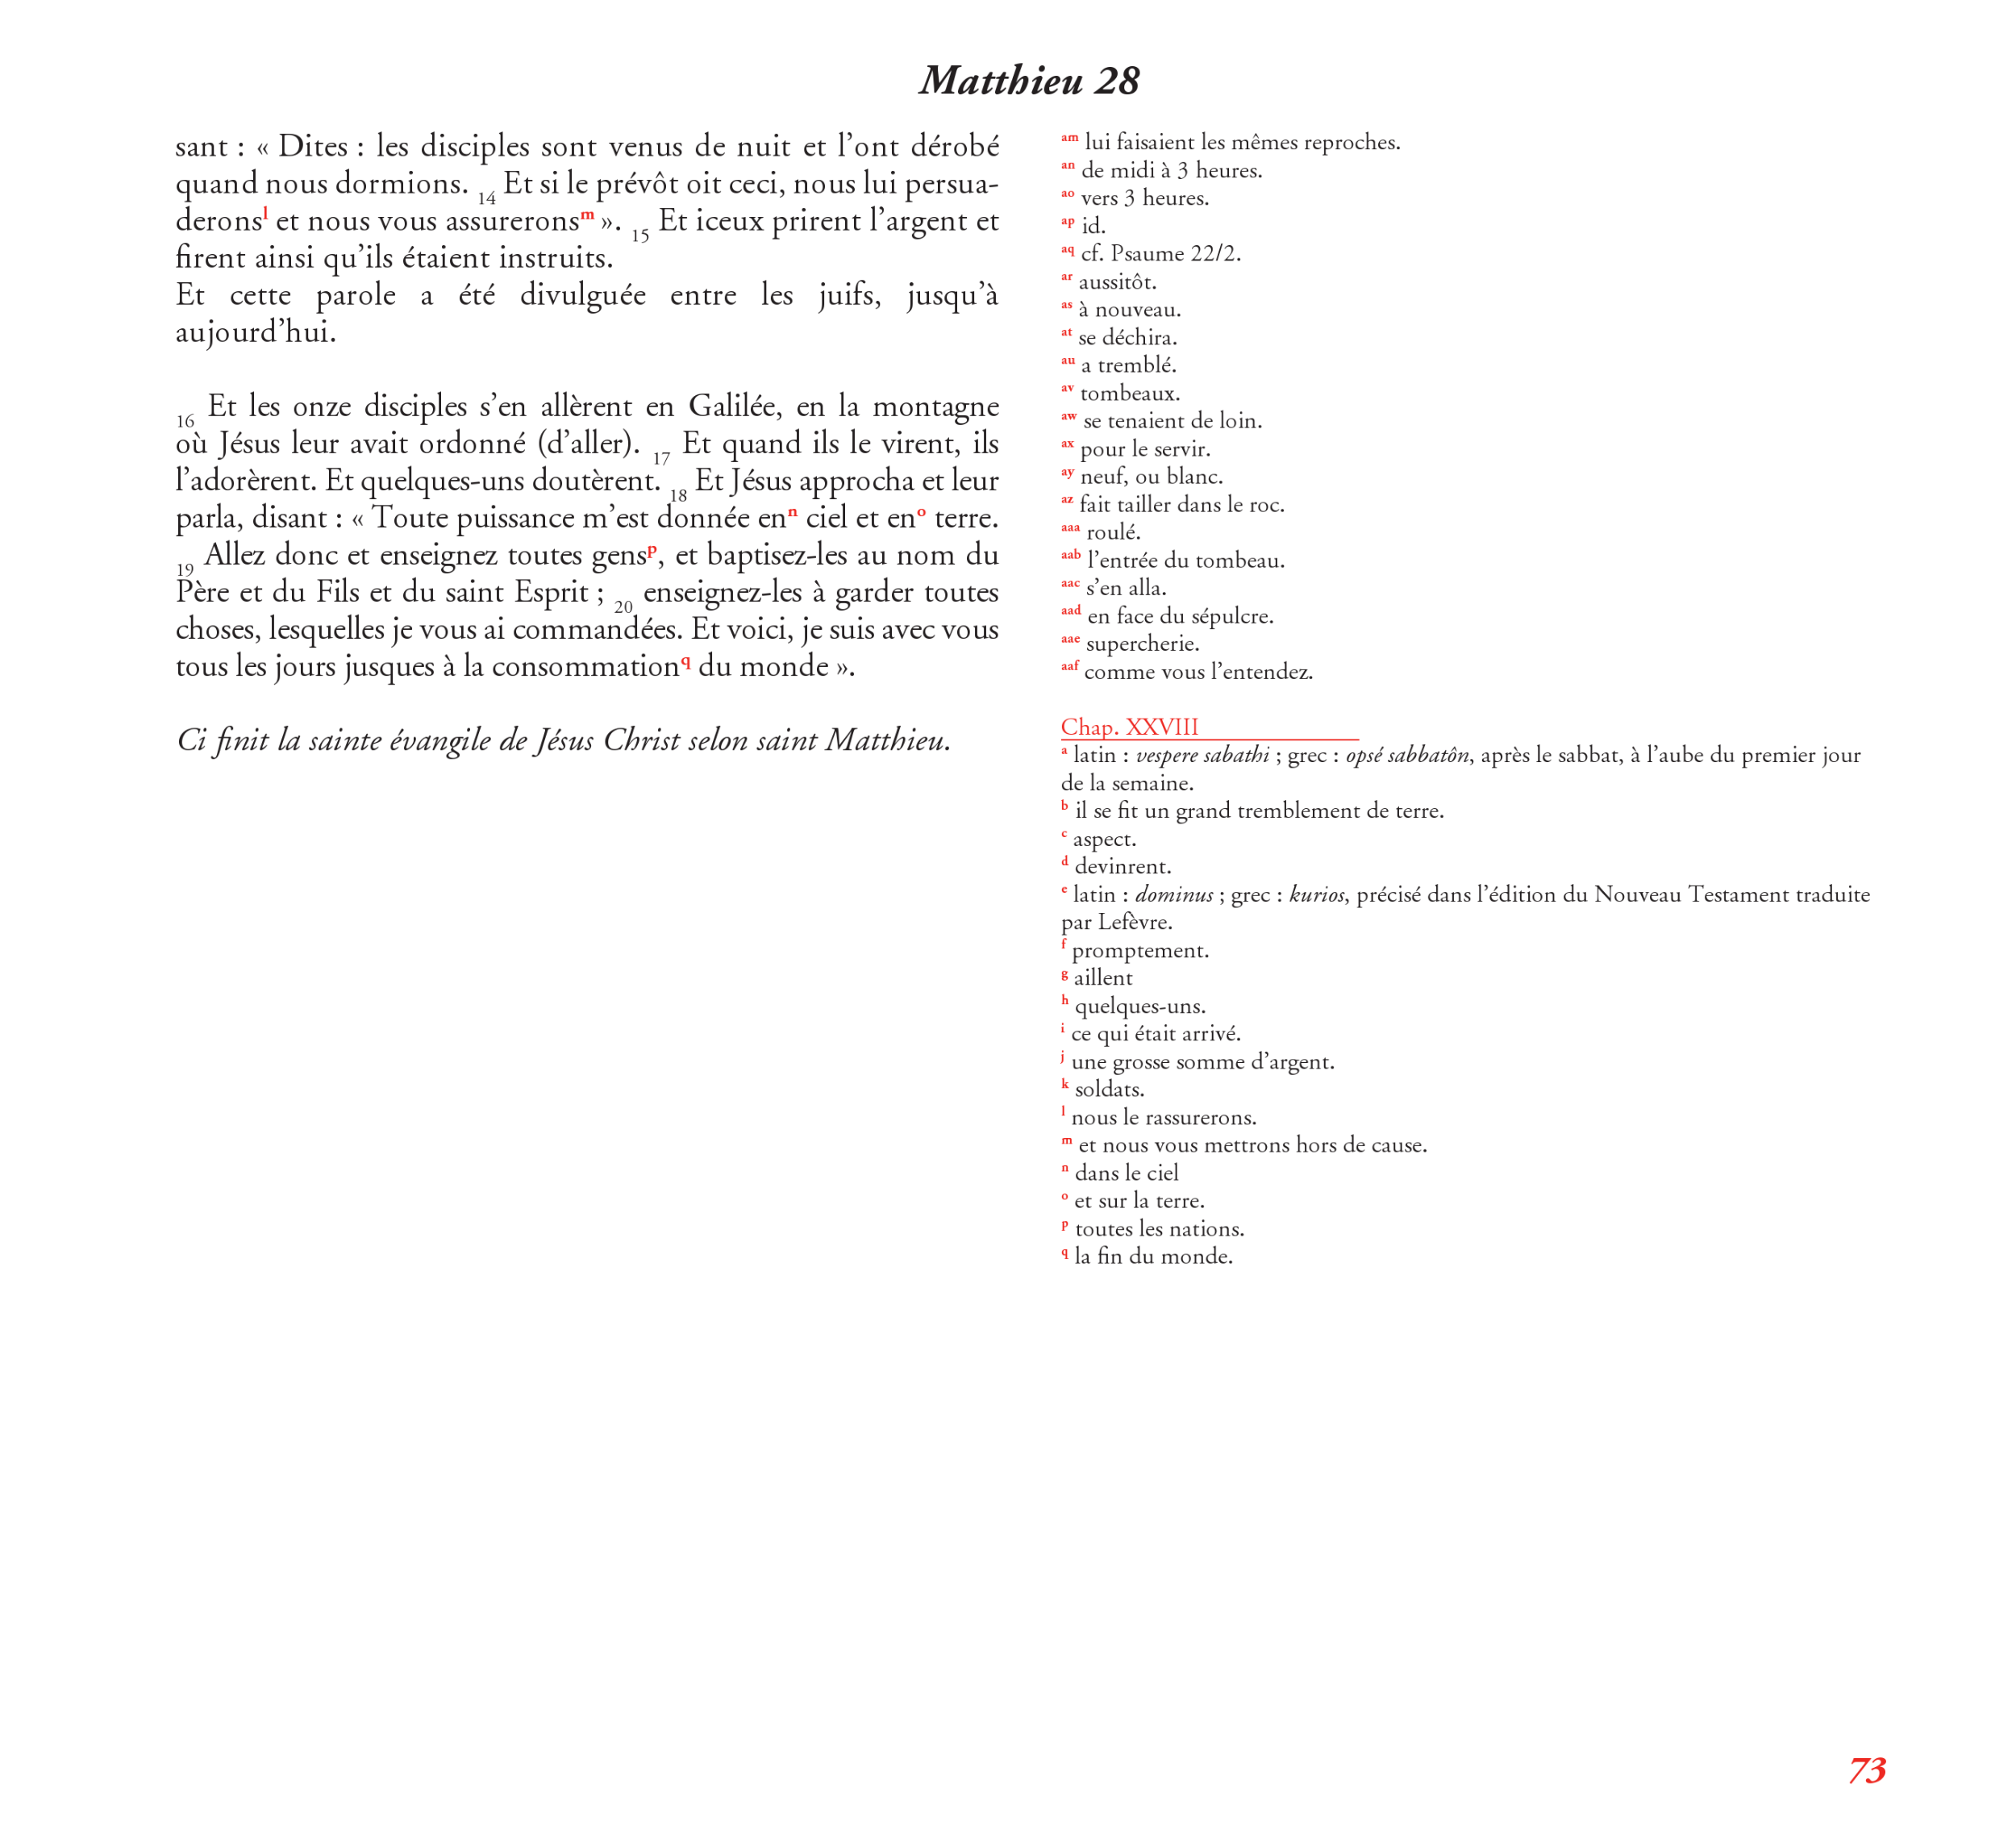 Matthieu 28
sant : « Dites : les disciples sont venus de nuit et l’ont dérobé
quand nous dormions. 14 Et si le prévôt oit ceci, nous lui persua-
deronsl et nous vous assureronsm ». 15 Et iceux prirent l’argent et
firent ainsi qu’ils étaient instruits.
Et cette parole a été divulguée entre les juifs, jusqu’à
aujourd’hui.
16 Et les onze disciples s’en allèrent en Galilée, en la montagne
où Jésus leur avait ordonné (d’aller). 17 Et quand ils le virent, ils
l’adorèrent. Et quelques-uns doutèrent. 18 Et Jésus approcha et leur
parla, disant : « Toute puissance m’est donnée enn ciel et eno terre.
19 Allez donc et enseignez toutes gensp, et baptisez-les au nom du
Père et du Fils et du saint Esprit ; 20 enseignez-les à garder toutes
choses, lesquelles je vous ai commandées. Et voici, je suis avec vous
tous les jours jusques à la consommationq du monde ».
Ci finit la sainte évangile de Jésus Christ selon saint Matthieu.
am lui faisaient les mêmes reproches.
an de midi à 3 heures.
ao vers 3 heures.
ap id.
aq cf. Psaume 22/2.
ar aussitôt.
as à nouveau.
at se déchira.
au a tremblé.
av tombeaux.
aw se tenaient de loin.
ax pour le servir.
ay neuf, ou blanc.
az fait tailler dans le roc.
aaa roulé.
aab l’entrée du tombeau.
aac s’en alla.
aad en face du sépulcre.
aae supercherie.
aaf comme vous l’entendez.
Chap. XXVIII
a latin : vespere sabathi ; grec : opsé sabbatôn, après le sabbat, à l’aube du premier jour
de la semaine.
b il se fit un grand tremblement de terre.
c aspect.
d devinrent.
e latin : dominus ; grec : kurios, précisé dans l’édition du Nouveau Testament traduite
par Lefèvre.
f promptement.
g aillent
h quelques-uns.
i ce qui était arrivé.
j une grosse somme d’argent.
k soldats.
l nous le rassurerons.
m et nous vous mettrons hors de cause.
n dans le ciel
o et sur la terre.
p toutes les nations.
q la fin du monde.
73